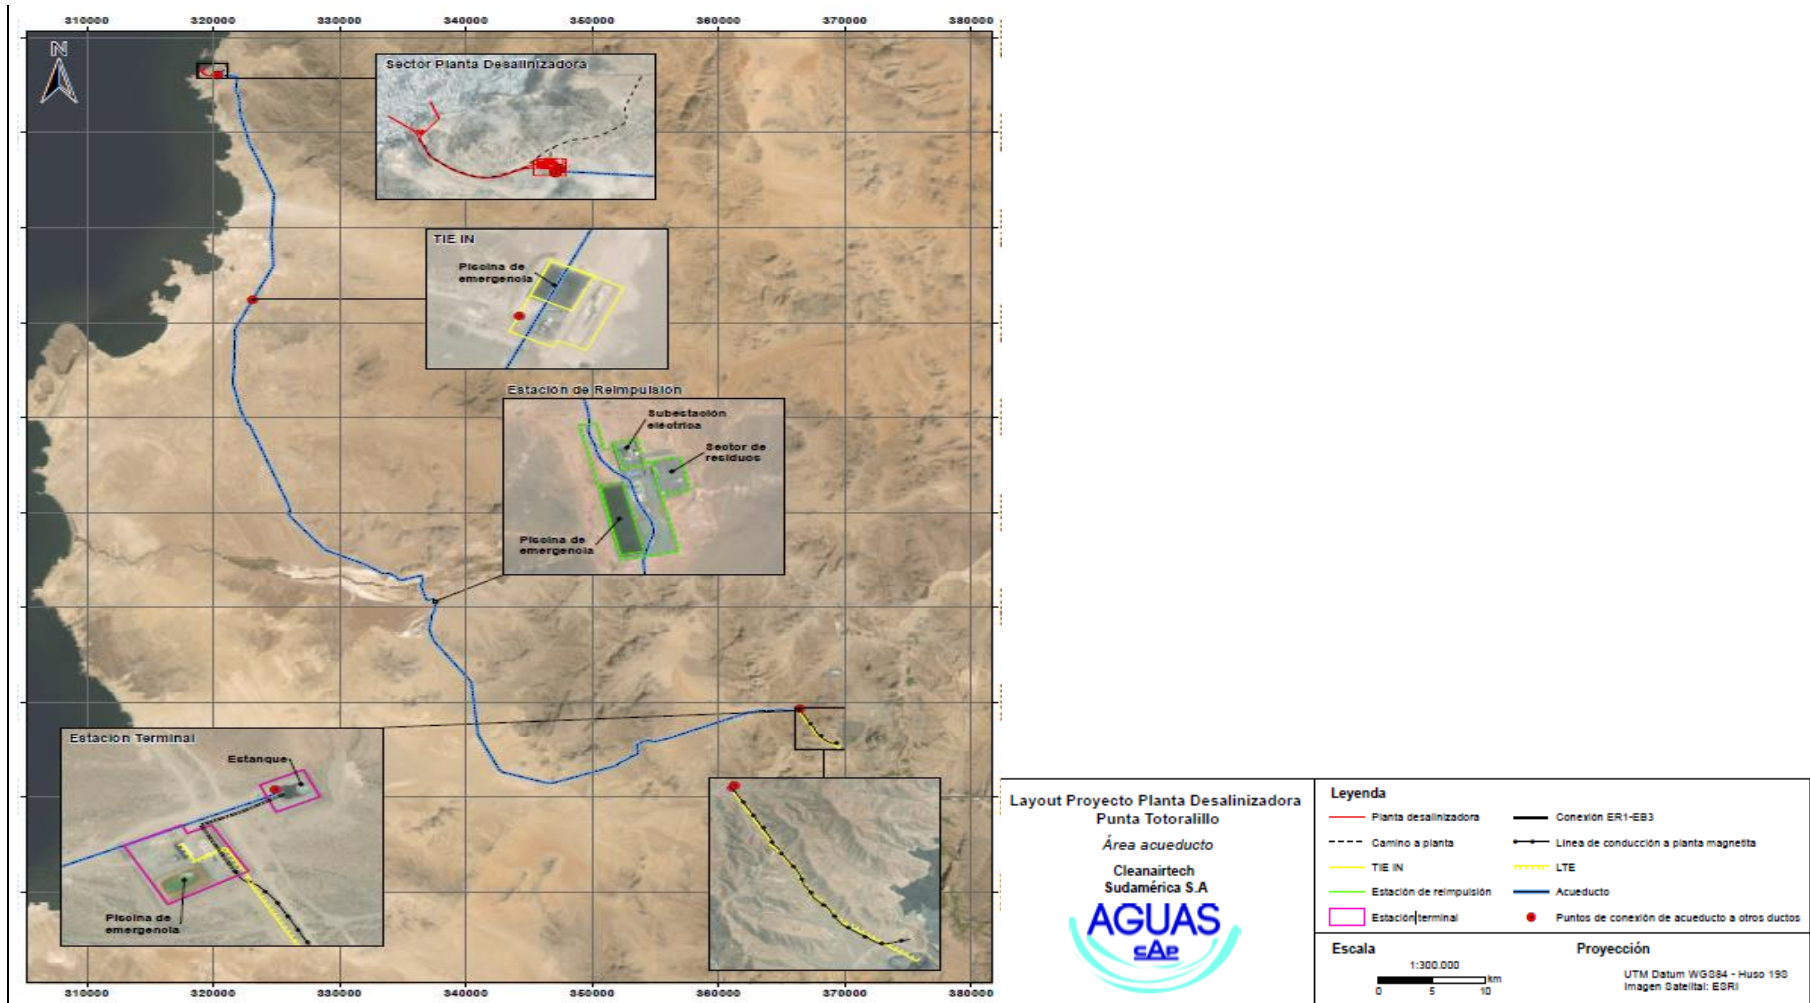 310000 320000 330000 340000 350000 360000 370000 380000
N
Sector Planta Desalinizadora
TIE IN
Piscina de
emergencia
Estación de Reimpulsión
Subestación
eléctrica
Sector de
residuos
Piscina de
emergencia
Estación Terminal
Estanque
Piscina de
emergencia
310000 320000 330000 340000 350000 360000 370000 380000
Layout Proyecto Planta Desalinizadora
Punta Totoralillo
Área acueducto
Cleanairtech
Sudamérica S.A
AGUAS
CAP
Leyenda
Planta desalinizadora
Camino a planta
TIE IN
Estación de reimpulsión
Estación terminal
Conexión ER1-EB3
Línea de conducción a planta magnetita
LTE
Acueducto
Puntos de conexión de acueducto a otros ductos
Escala
1:300.000
km
0 5 10
Proyección
UTM Datum WGS84 - Huso 19S
Imagen Satelital: ESRI